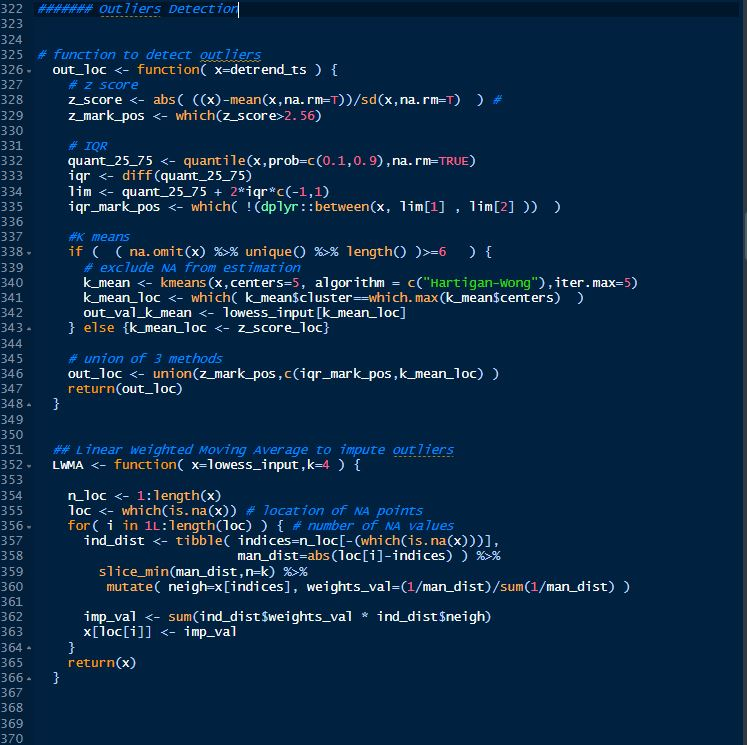 322 ####### Outliers Detection
323
324
325 # function to detect outliers
326 out_loc <- function( x=detrend_ts ) {
327 # z score
328 z_score <- abs( ((x)-mean(x,na.rm=T))/sd(x,na.rm=T) ) #
329 z_mark_pos <- which(z_score>2.56)
330
331 # IQR
332 quant_25_75 <- quantile(x,prob=c(0.1,0.9),na.rm=TRUE)
333 iqr <- diff(quant_25_75)
334 lim <- quant_25_75 + 2*iqr*c(-1,1)
335 iqr_mark_pos <- which( !(dplyr::between(x, lim[1] , lim[2] )) )
336
337 #K means
338 if ( ( na.omit(x) %>% unique() %>% length() )>=6 ) {
339 # exclude NA from estimation
340 k_mean <- kmeans(x,centers=5, algorithm = c("Hartigan-Wong"),iter.max=5)
341 k_mean_loc <- which( k_mean$cluster==which.max(k_mean$centers) )
342 out_val_k_mean <- lowess_input[k_mean_loc]
343 } else {k_mean_loc <- z_score_loc}
344
345 # union of 3 methods
346 out_loc <- union(z_mark_pos,c(iqr_mark_pos,k_mean_loc) )
347 return(out_loc)
348 }
349
350
351 ## Linear Weighted Moving Average to impute outliers
352 LWMA <- function( x=lowess_input,k=4 ) {
353
354 n_loc <- 1:length(x)
355 loc <- which(is.na(x)) # location of NA points
356 for( i in 1L:length(loc) ) { # number of NA values
357 ind_dist <- tibble( indices=n_loc[-(which(is.na(x)))],
358 man_dist=abs(loc[i]-indices) ) %>%
359 slice_min(man_dist,n=k) %>%
360 mutate( neigh=x[indices], weights_val=(1/man_dist)/sum(1/man_dist) )
361
362 imp_val <- sum(ind_dist$weights_val * ind_dist$neigh)
363 x[loc[i]] <- imp_val
364 }
365 return(x)
366 }
367
368
369
370